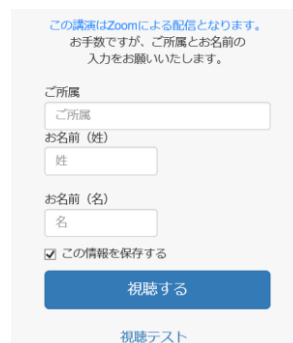 この講演はZoomによる配信となります。
お手数ですが、ご所属とお名前の
入力をお願いいたします。
ご所属
ご所属
お名前（姓）
姓
お名前（名）
名
この情報を保存する
視聴する
視聴テスト